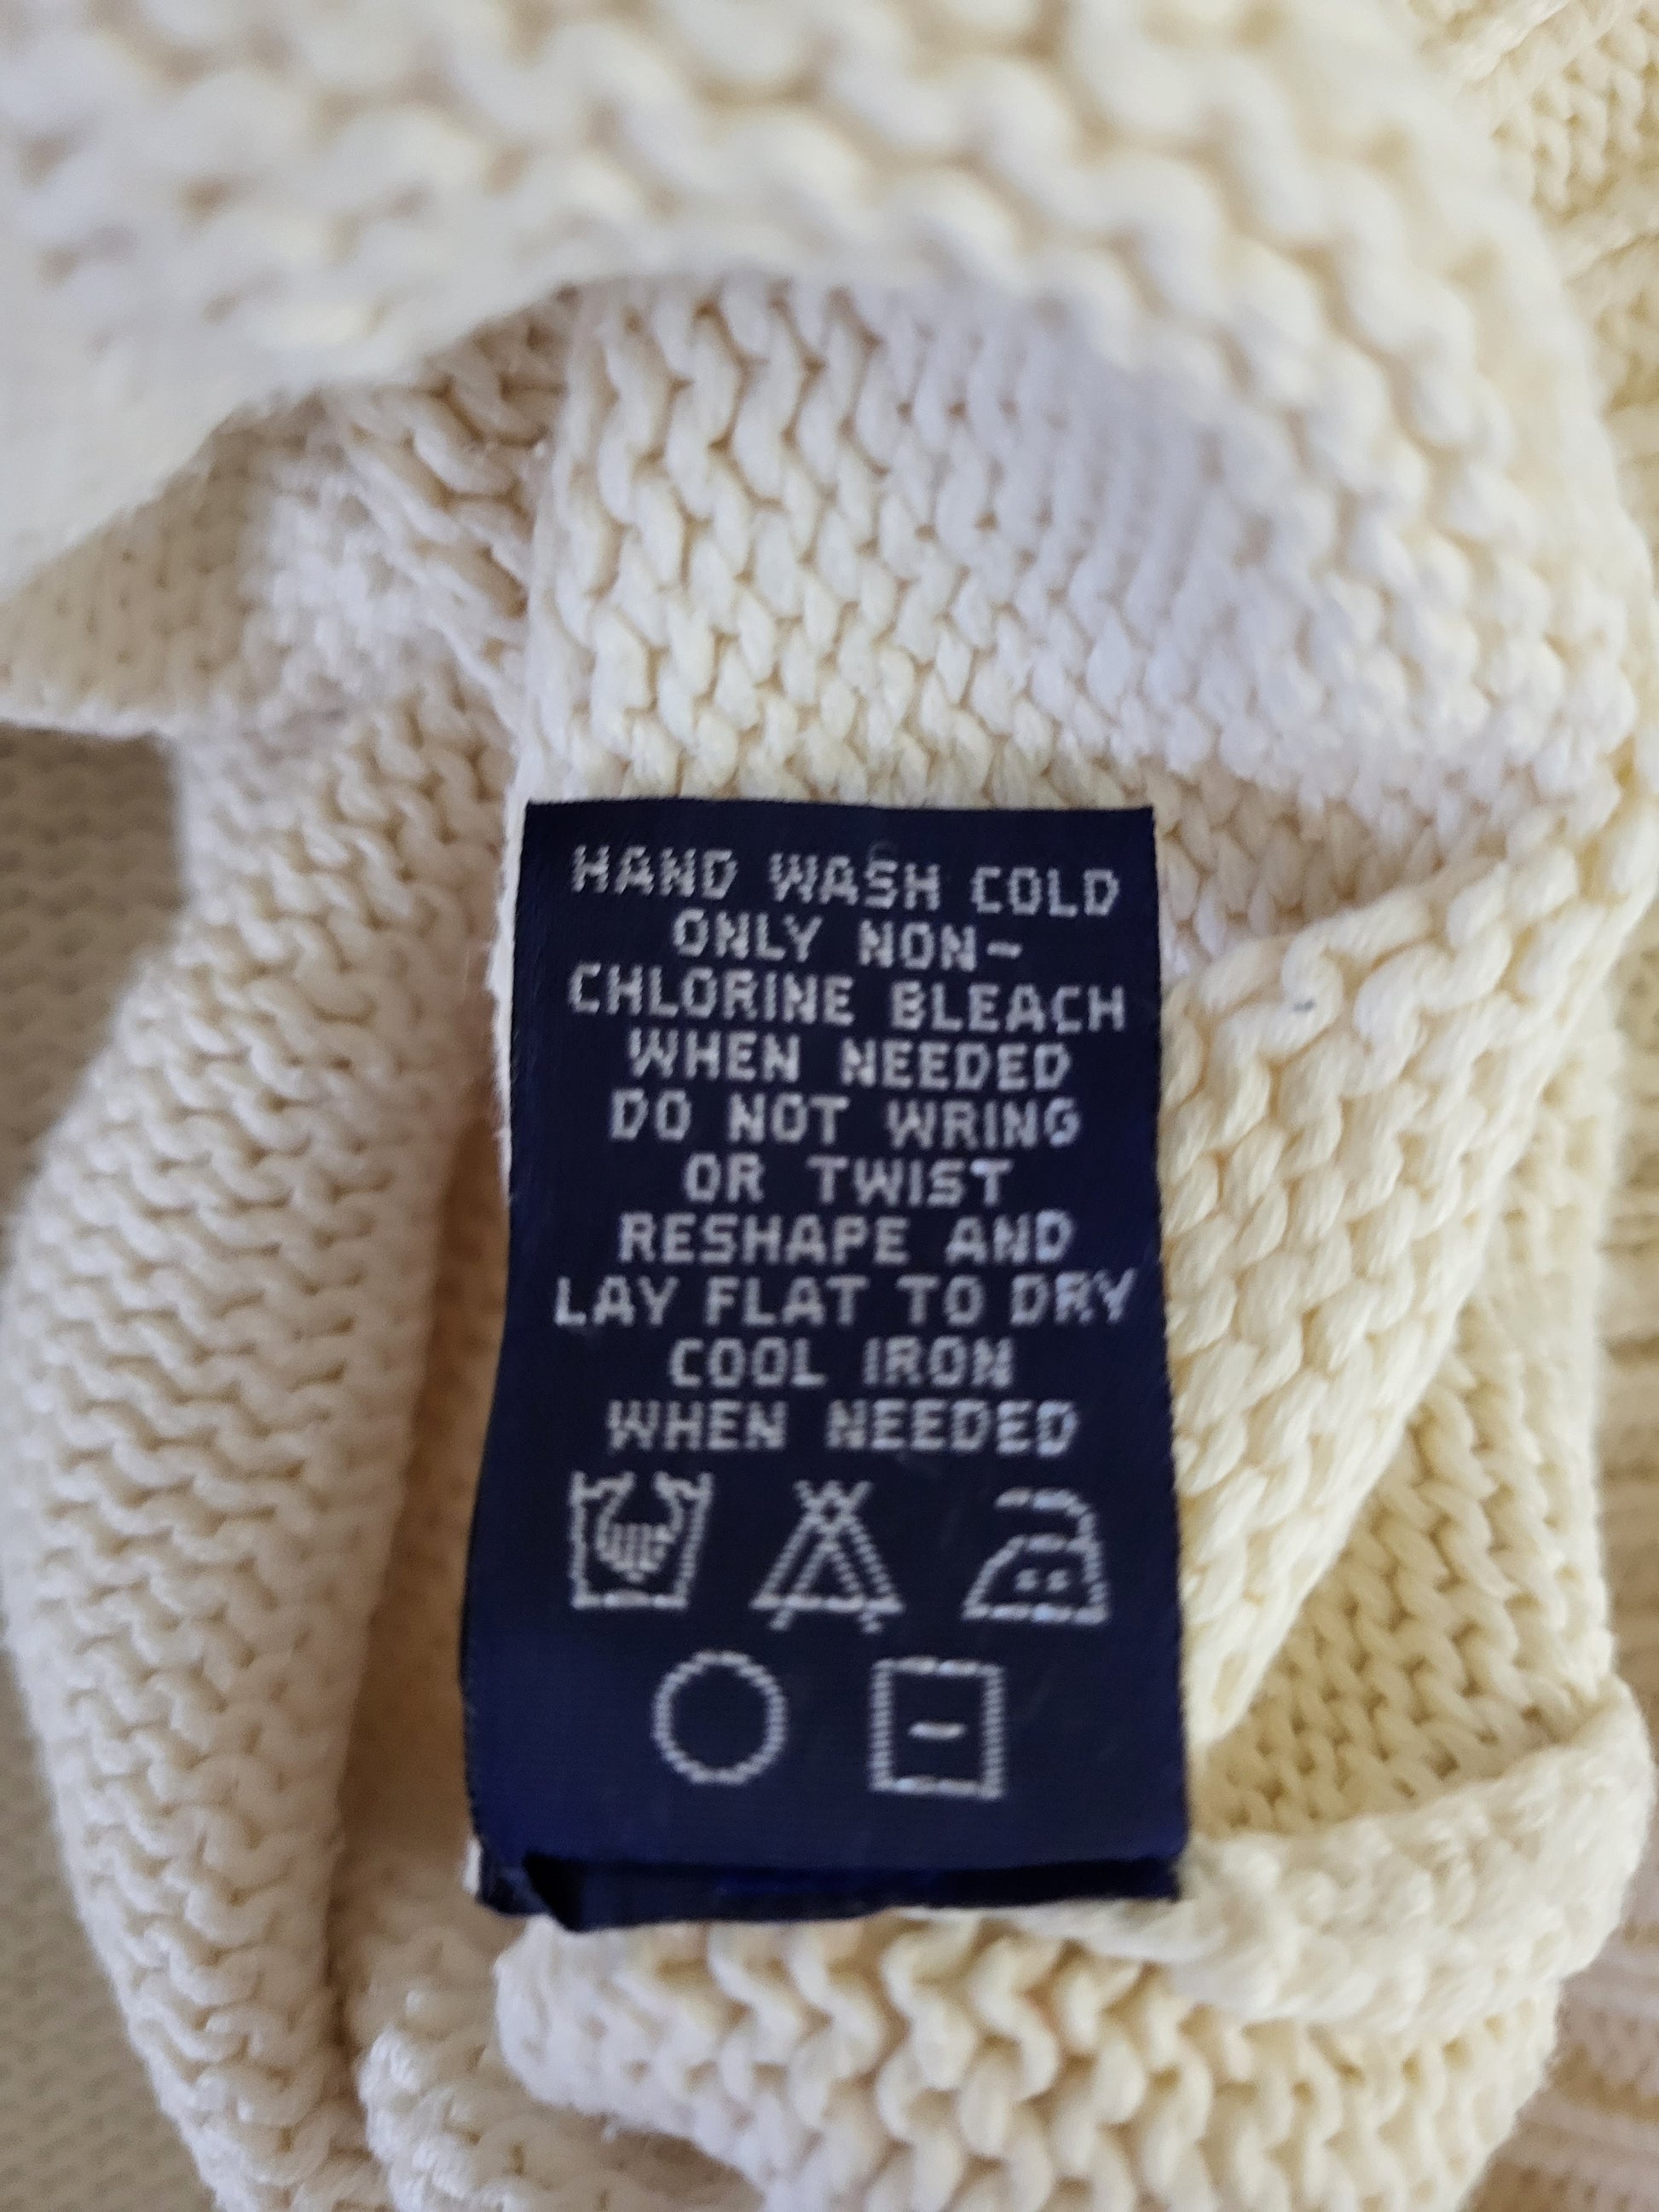 HAND WASH COLD
ONLY NON-
CHLORINE BLEACH
WHEN NEEDED
DO NOT WRING
OR TWIST
RESHAPE AND
LAY FLAT TO DRY
COOL IRON
WHEN NEEDED